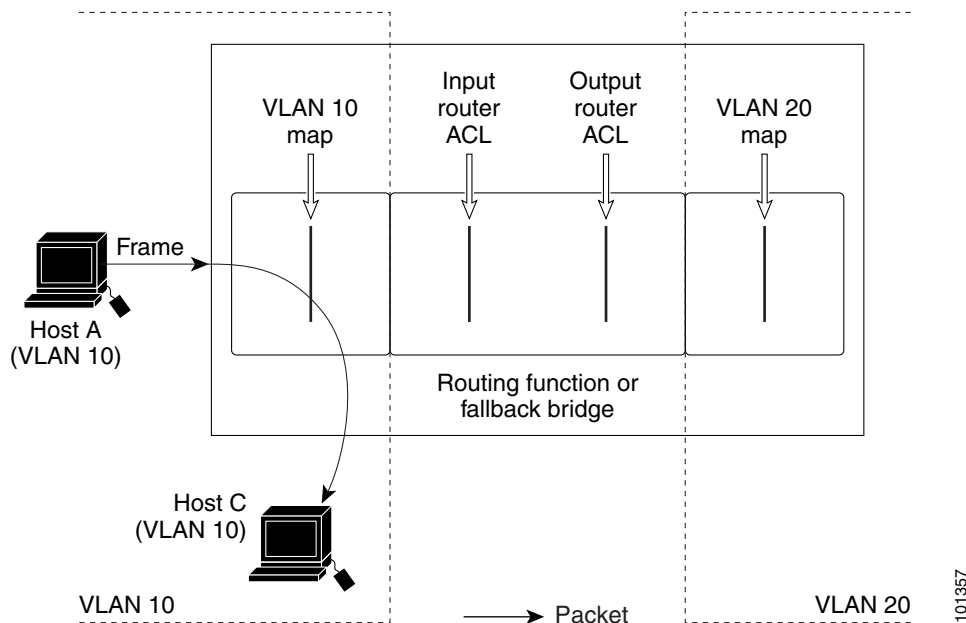 VLAN 10
map
Input
router
ACL
Output
router
ACL
VLAN 20
map
Frame
Host A
(VLAN 10)
Routing function or
fallback bridge
Host C
(VLAN 10)
VLAN 10
Packet
VLAN 20
101357